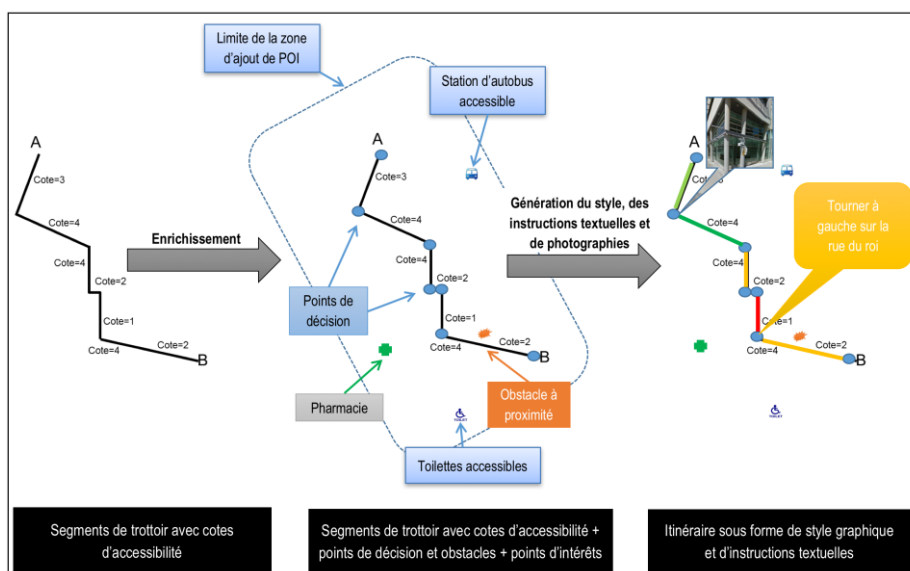 Limite de la zone
d'ajout de POI
Station d'autobus
accessible
A
Cote=3
Cote=4
Cote=4
Cote=2
Cote=1
Cote=4
Cote=2
B
Enrichissement
A
Cote=3
Cote=4
Cote=4
Cote=2
Cote=1
Cote=4
Cote=2
B
Points de
décision
Pharmacie
Obstacle à
proximité
TOILET
Toilettes accessibles
Génération du style, des
instructions textuelles et
de photographies
A
Cote=3
Cote=4
Cote=4
Cote=2
Cote=1
Cote=4
Cote=2
B
Tourner à
gauche sur la
rue du roi
TOILET
Segments de trottoir avec cotes
d'accessibilité
Segments de trottoir avec cotes d'accessibilité +
points de décision et obstacles + points d'intérêts
Itinéraire sous forme de style graphique
et d'instructions textuelles